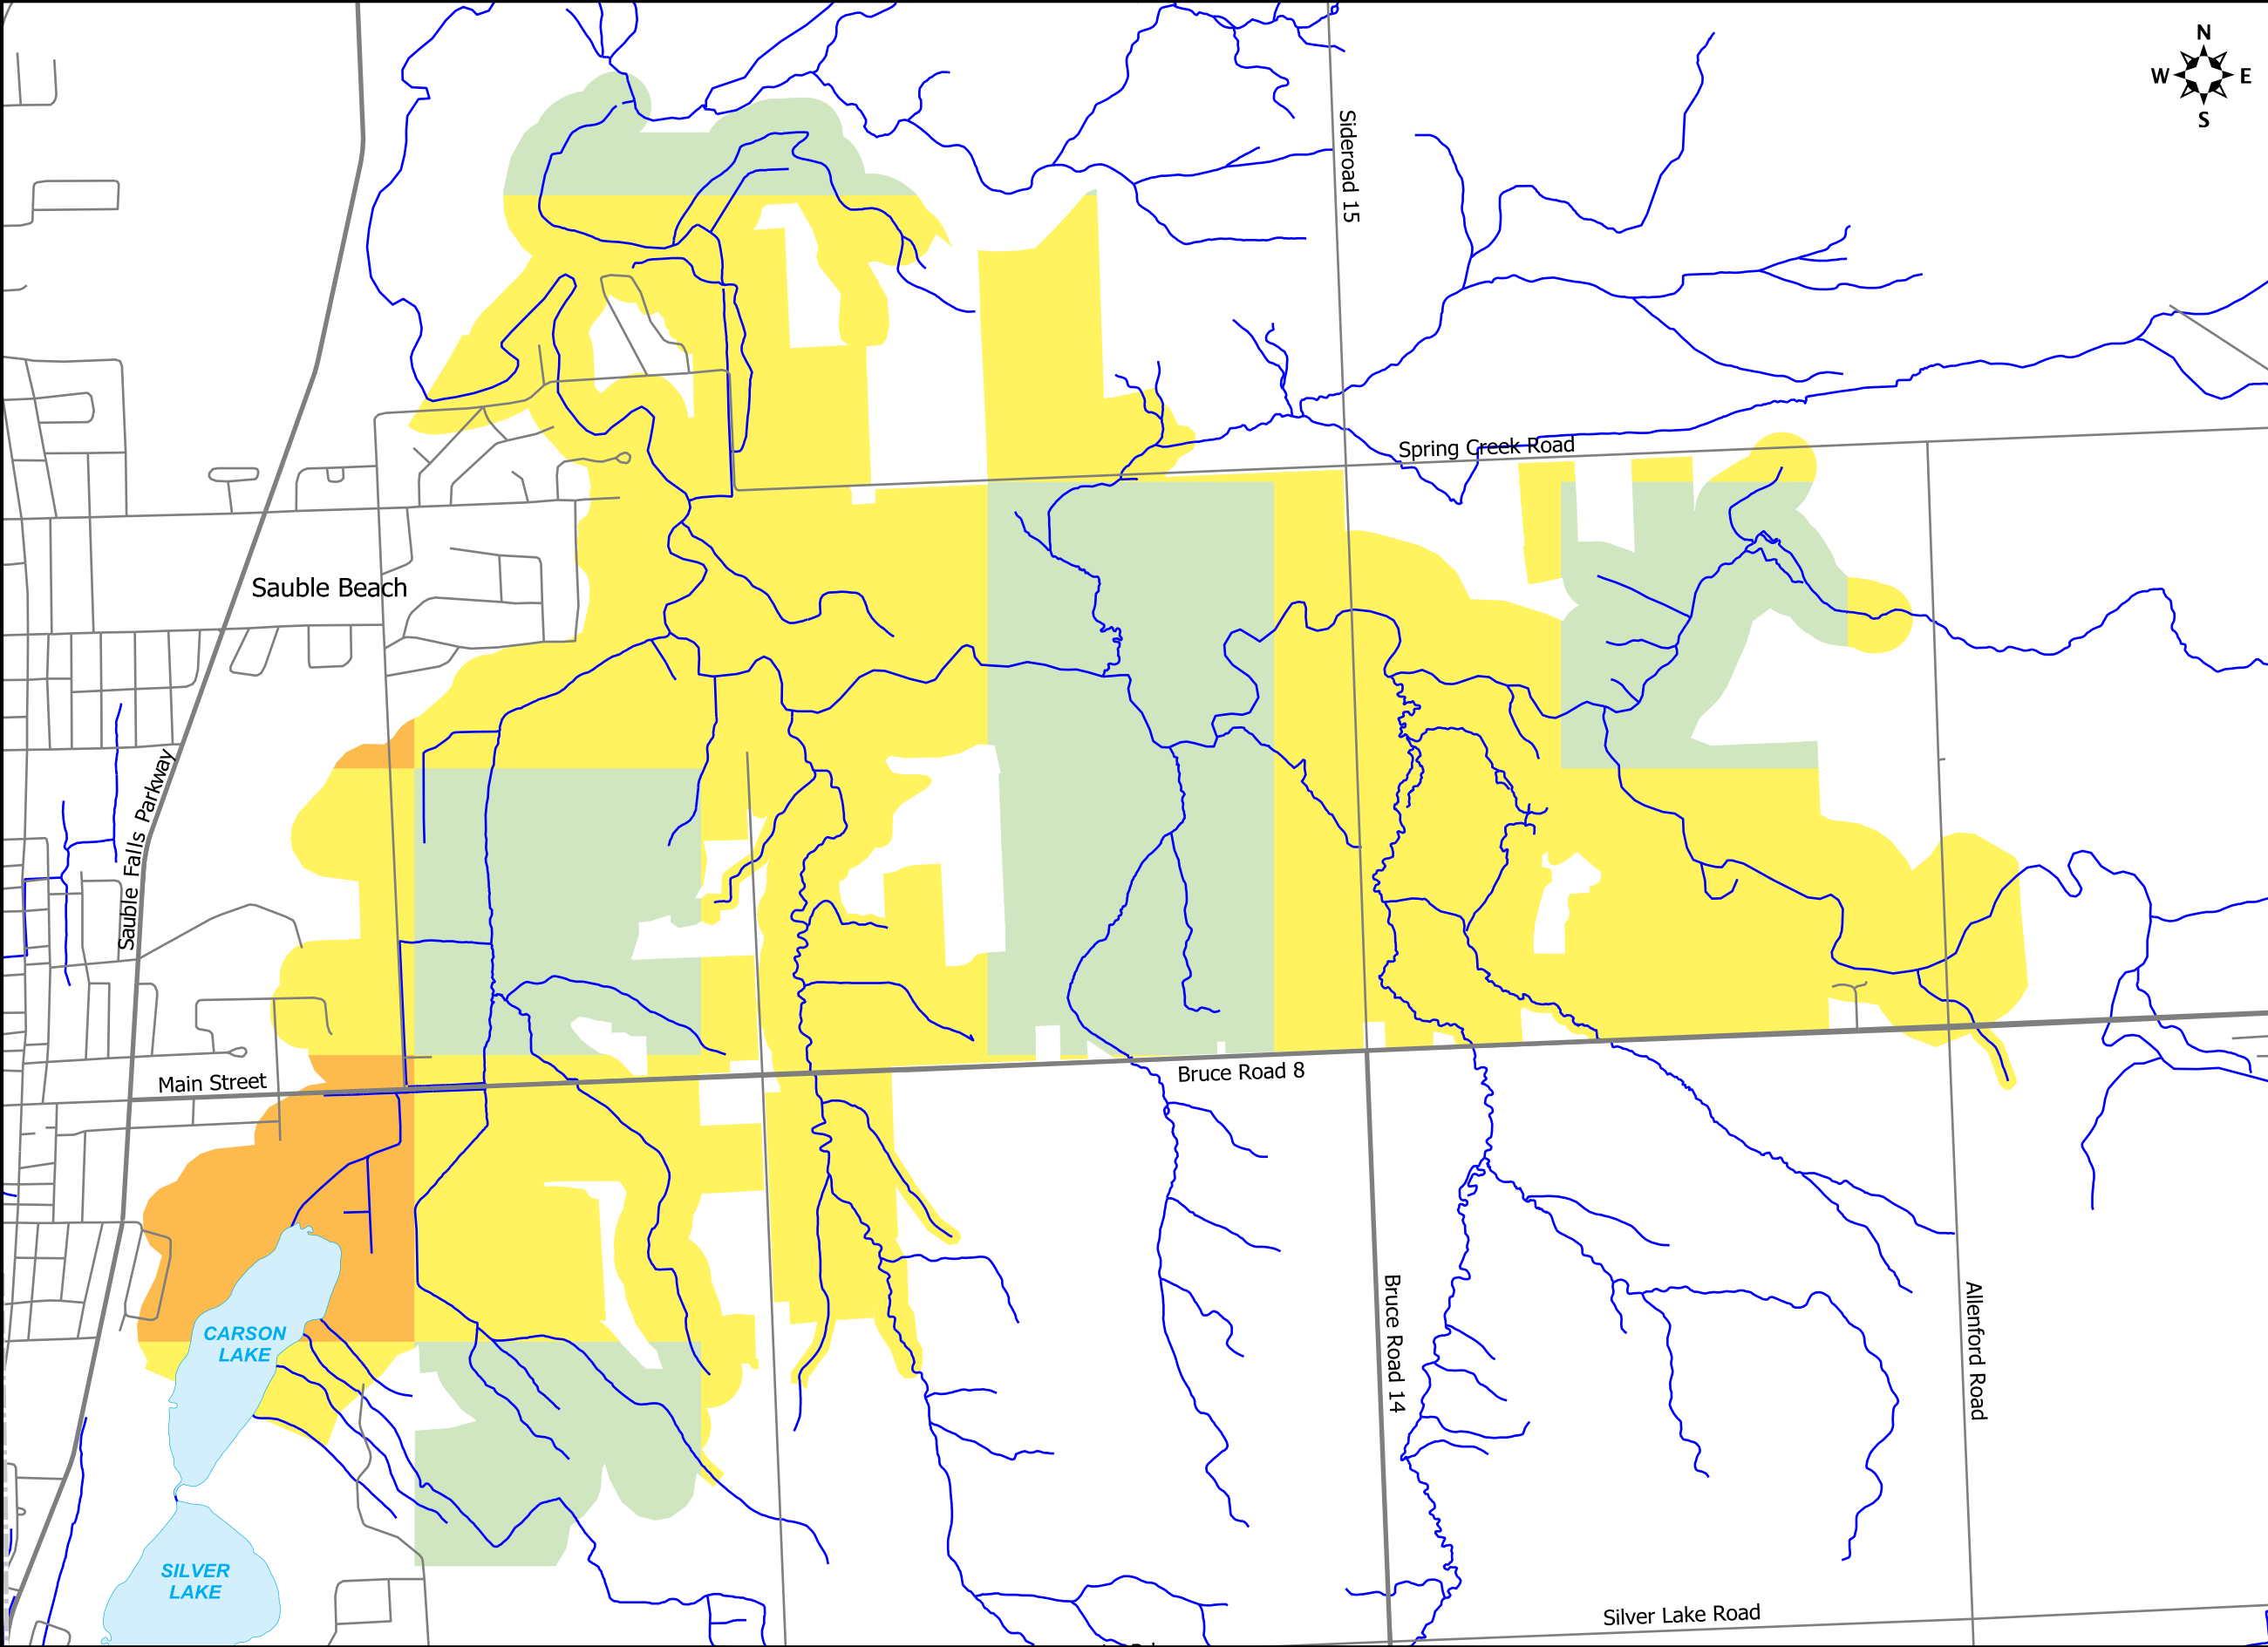 N
W E
S
Sideroad 15
Spring Creek Road
Sauble Beach
Sauble Falls Parkway
Main Street
Bruce Road 8
CARSON
LAKE
Bruce Road 14
Allenford Road
SILVER
LAKE
Silver Lake Road